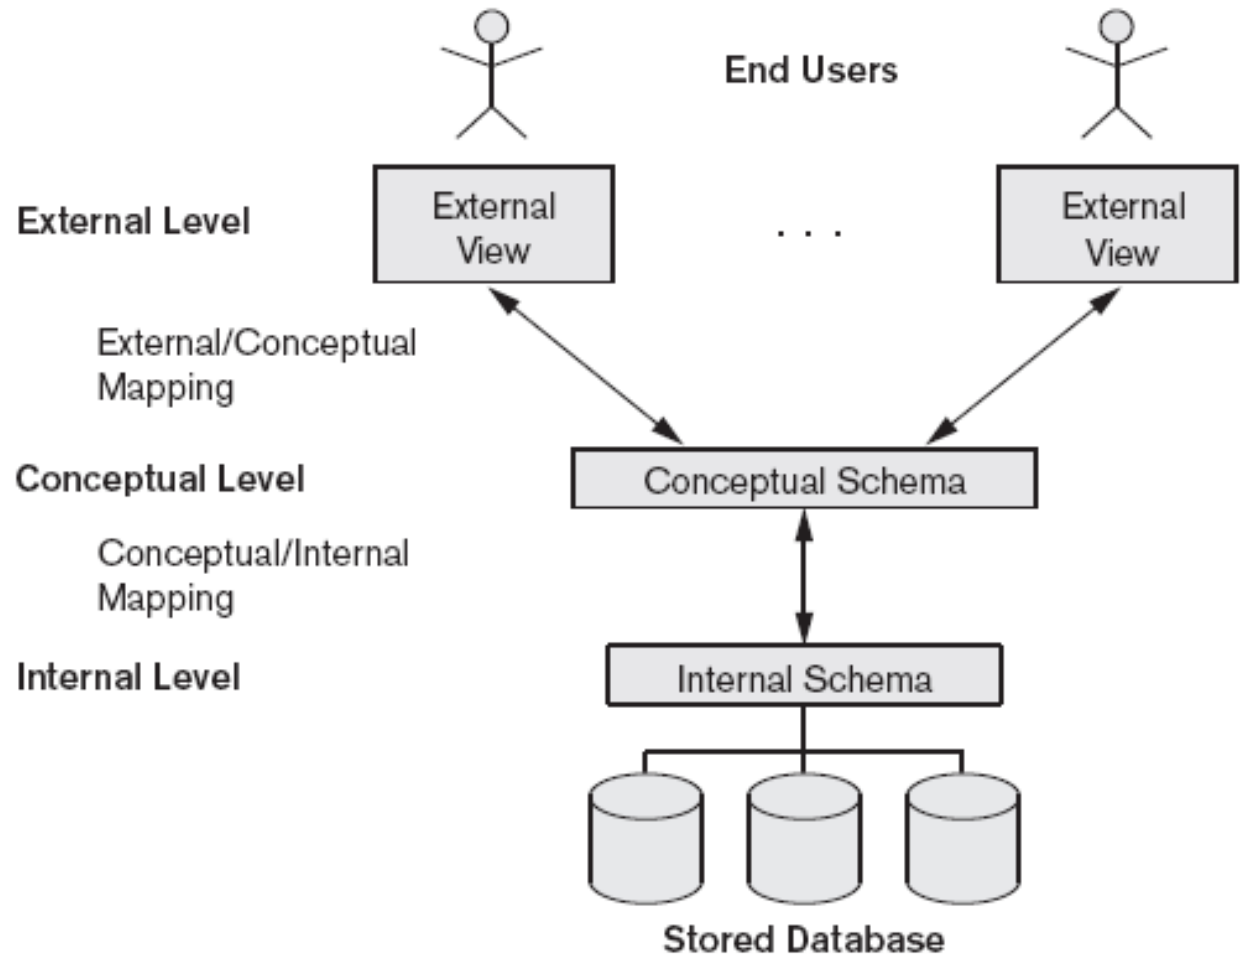 End Users
External Level
External
View
. . .
External
View
External/Conceptual
Mapping
Conceptual Level
Conceptual Schema
Conceptual/Internal
Mapping
Internal Level
Internal Schema
Stored Database